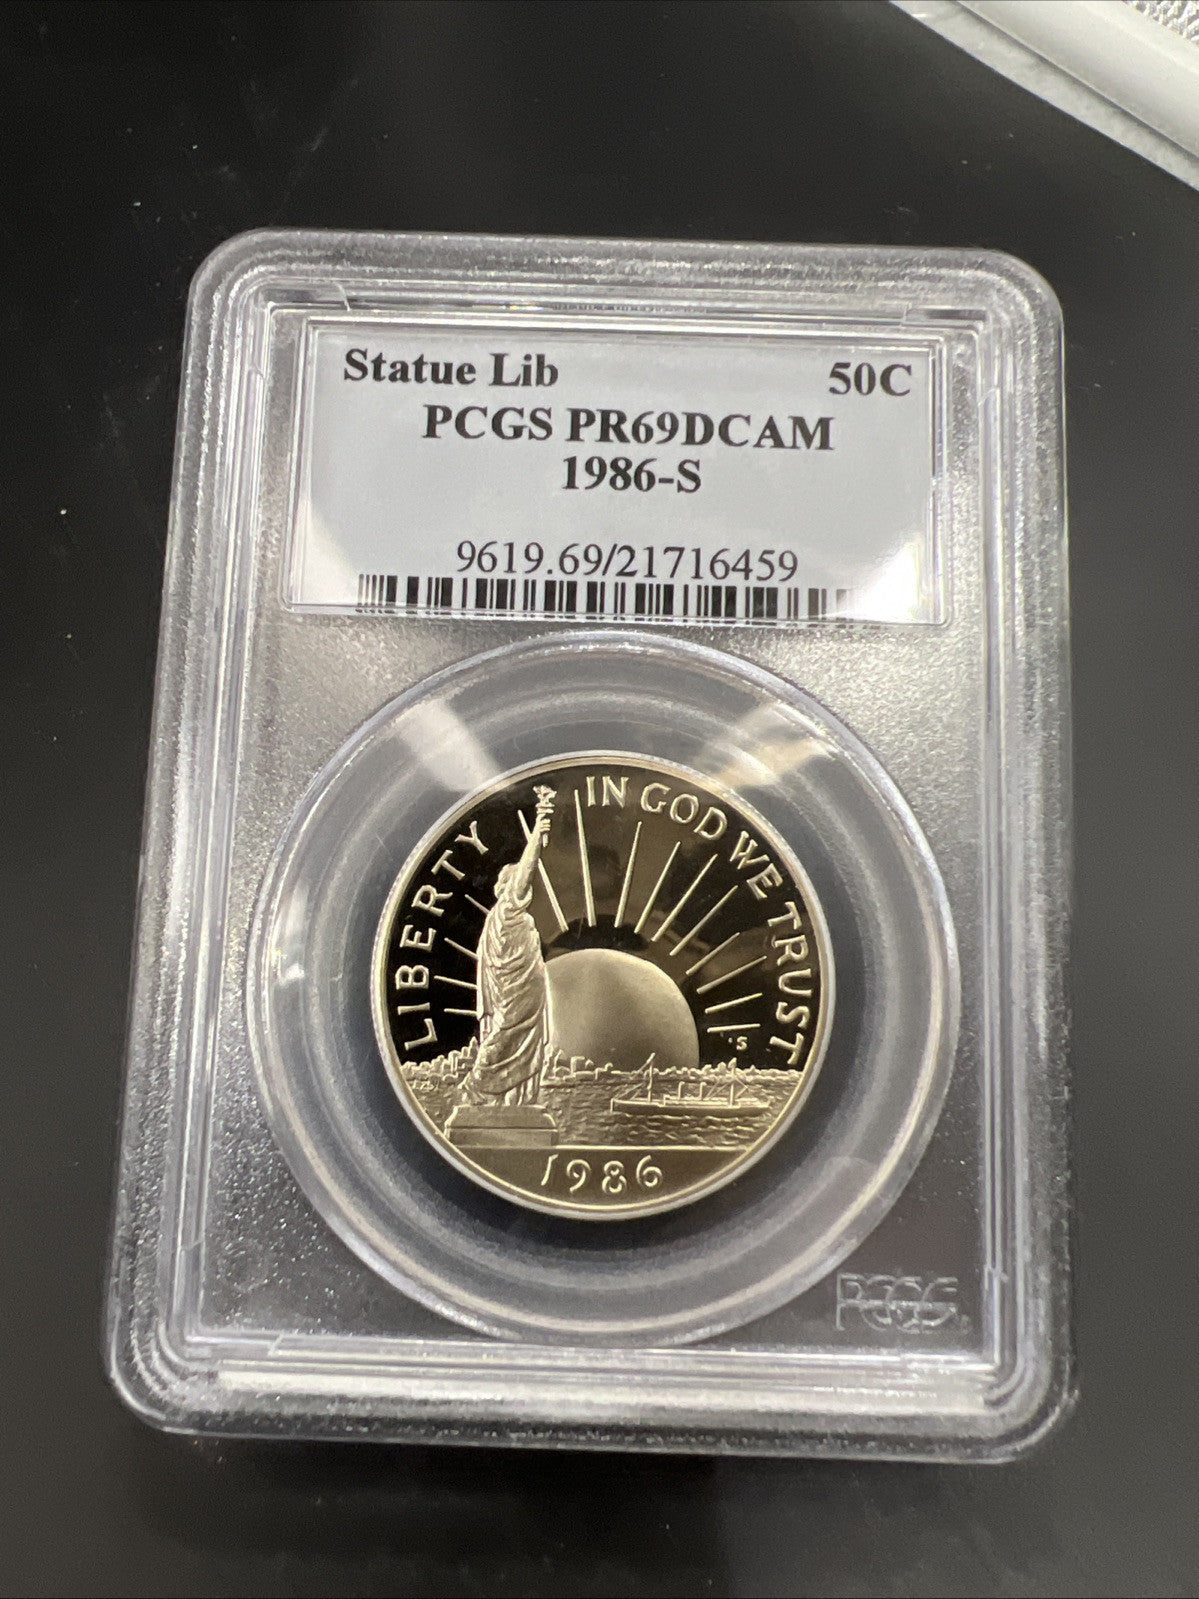 Statue Lib 50C
PCGS PR69DCAM
1986-S
9619.69/21716459
LIBERTY
IN GOD WE TRUST
S
1986
PCGS